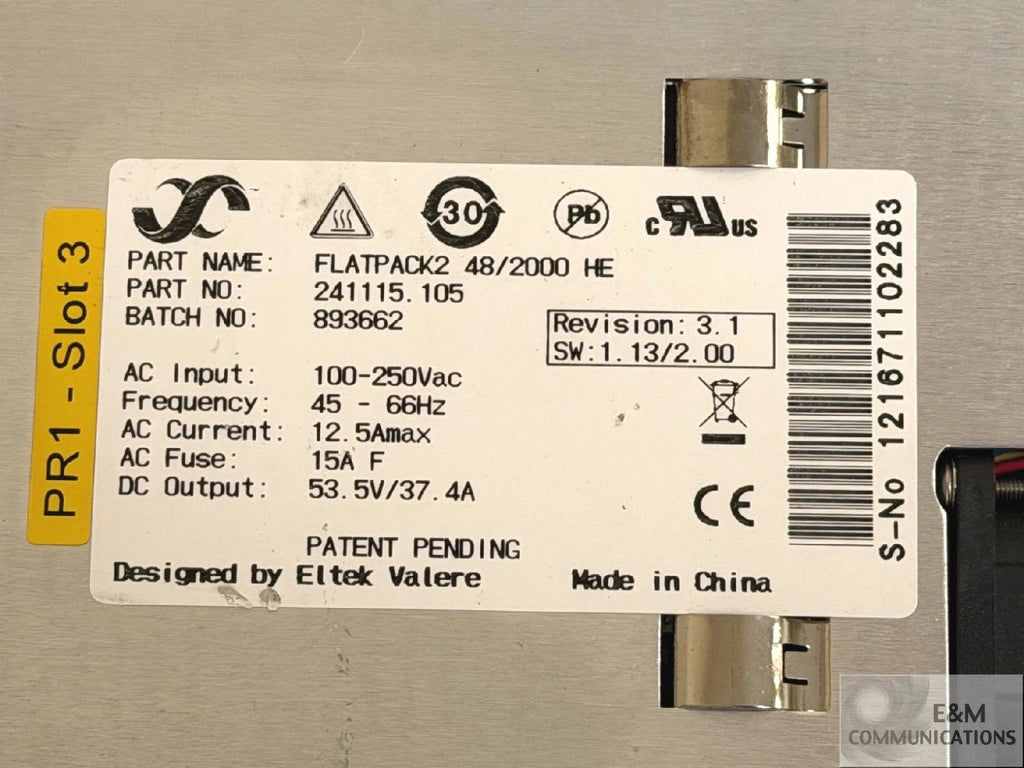 PR1 - Slot 3
30
Pb
c RU US
PART NAME: FLATPACK2 48/2000 HE
PART NO: 241115.105
BATCH NO: 893662
Revision: 3.1
SW:1.13/2.00
AC Input: 100-250Vac
Frequency: 45 - 66Hz
AC Current: 12.5Amax
AC Fuse: 15A F
DC Output: 53.5V/37.4A
CE
PATENT PENDING
Designed by Eltek Valere
Made in China
S-No 121671102283
E&M
COMMUNICATIONS